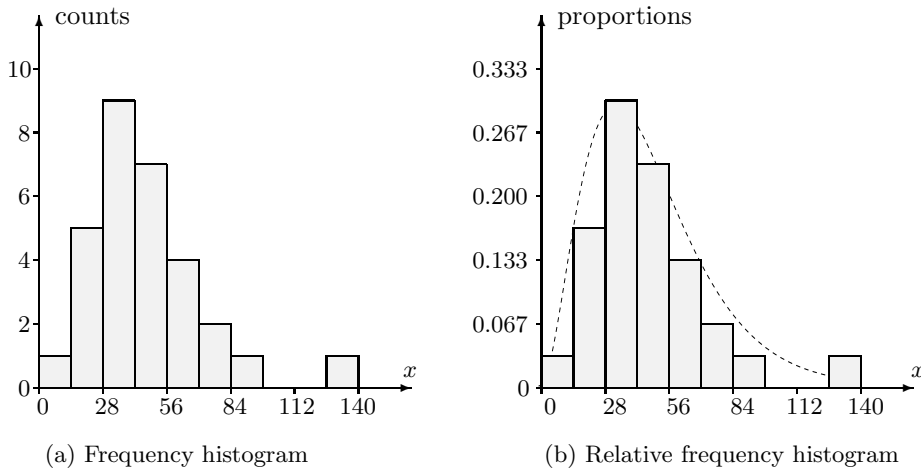 counts
10
8
6
4
2
0
0 28 56 84 112 140
x
(a) Frequency histogram
proportions
0.333
0.267
0.200
0.133
0.067
0
0 28 56 84 112 140
x
(b) Relative frequency histogram